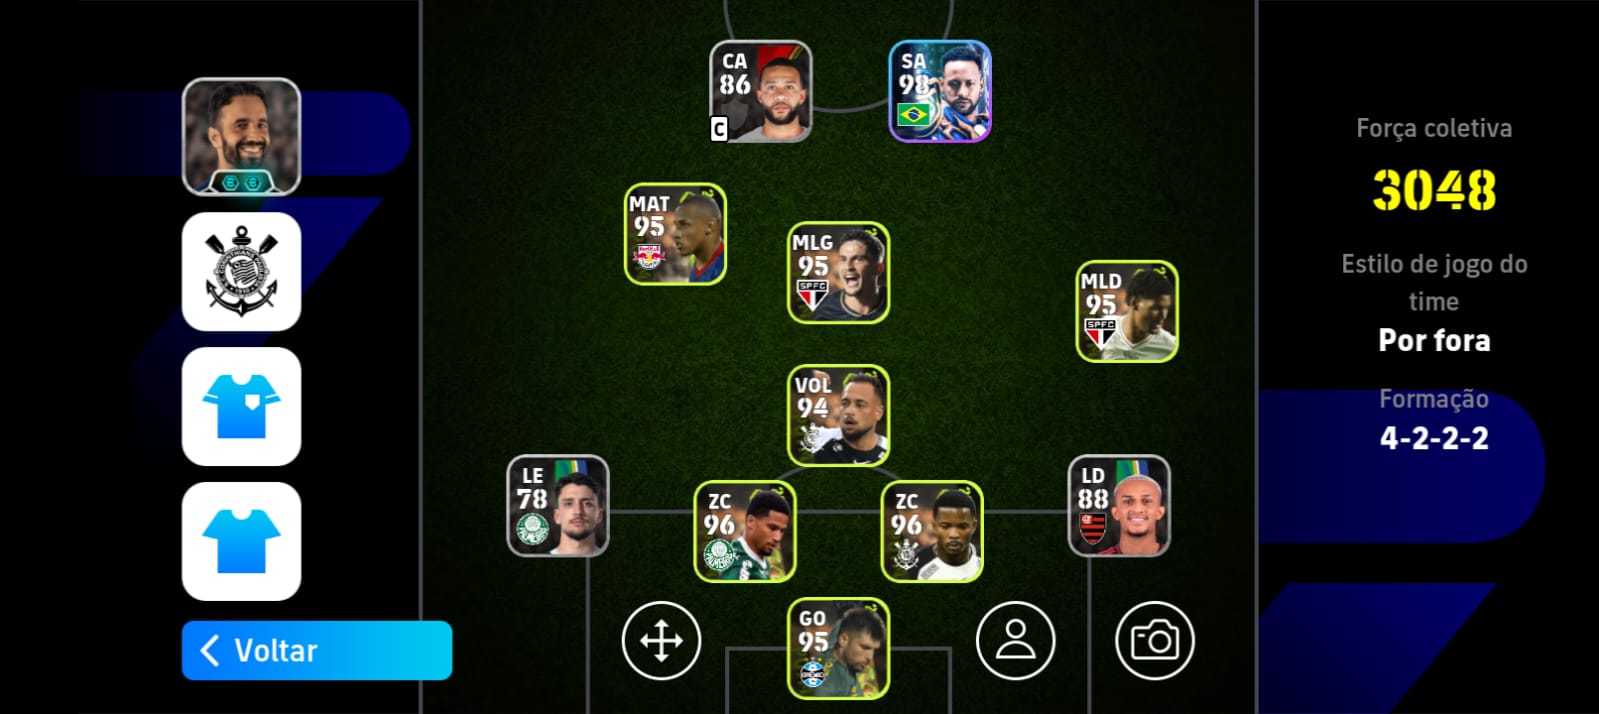 CA
86
C
SA
98
MAT
95
MLG
95
SPFC
MLD
95
SPFC
VOL
94
LE
78
ZC
96
ZC
96
LD
88
GO
95
Voltar
Força coletiva
3048
Estilo de jogo do
time
Por fora
Formação
4-2-2-2